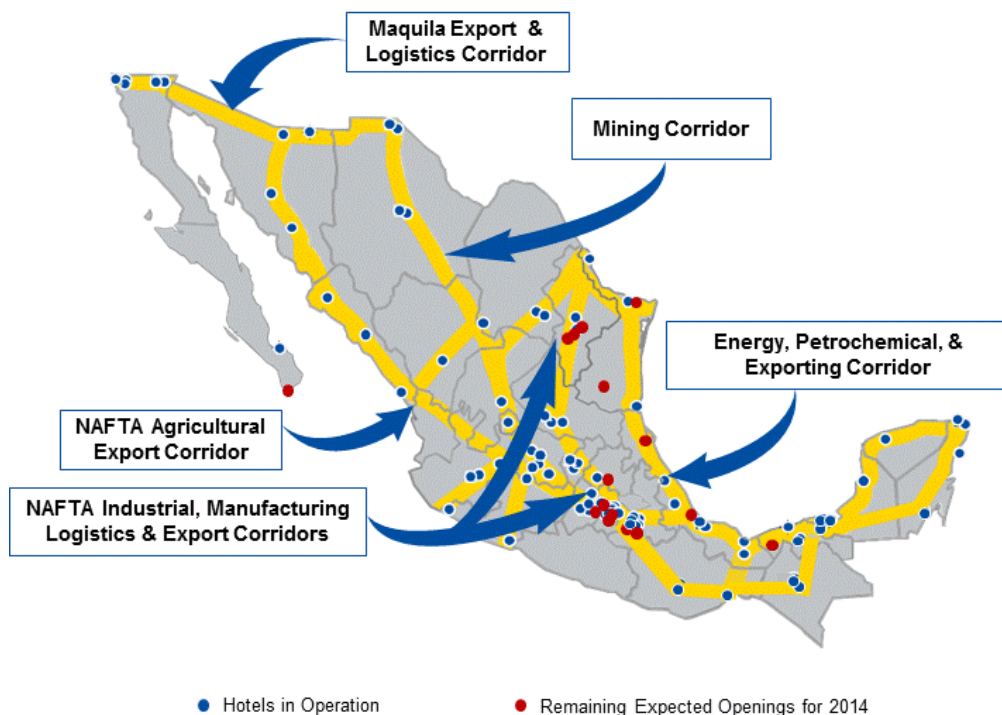 Maquila Export &
Logistics Corridor
Mining Corridor
Energy, Petrochemical, &
Exporting Corridor
NAFTA Agricultural
Export Corridor
NAFTA Industrial, Manufacturing
Logistics & Export Corridors
Hotels in Operation
Remaining Expected Openings for 2014